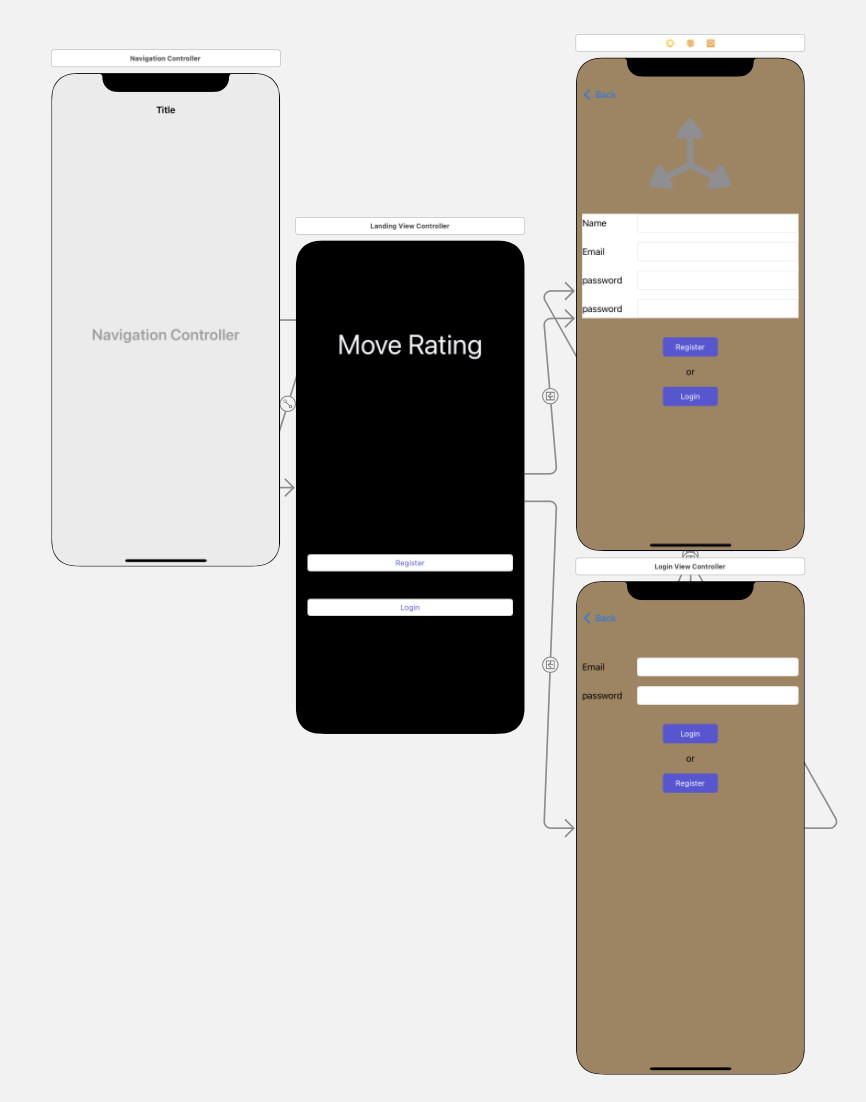 Navigation Controller
Title
Navigation Controller
Landing View Controller
Move Rating
Register
Login
Back
Name
Email
password
password
Register
or
Login
Login View Controller
Back
Email
password
Login
or
Register